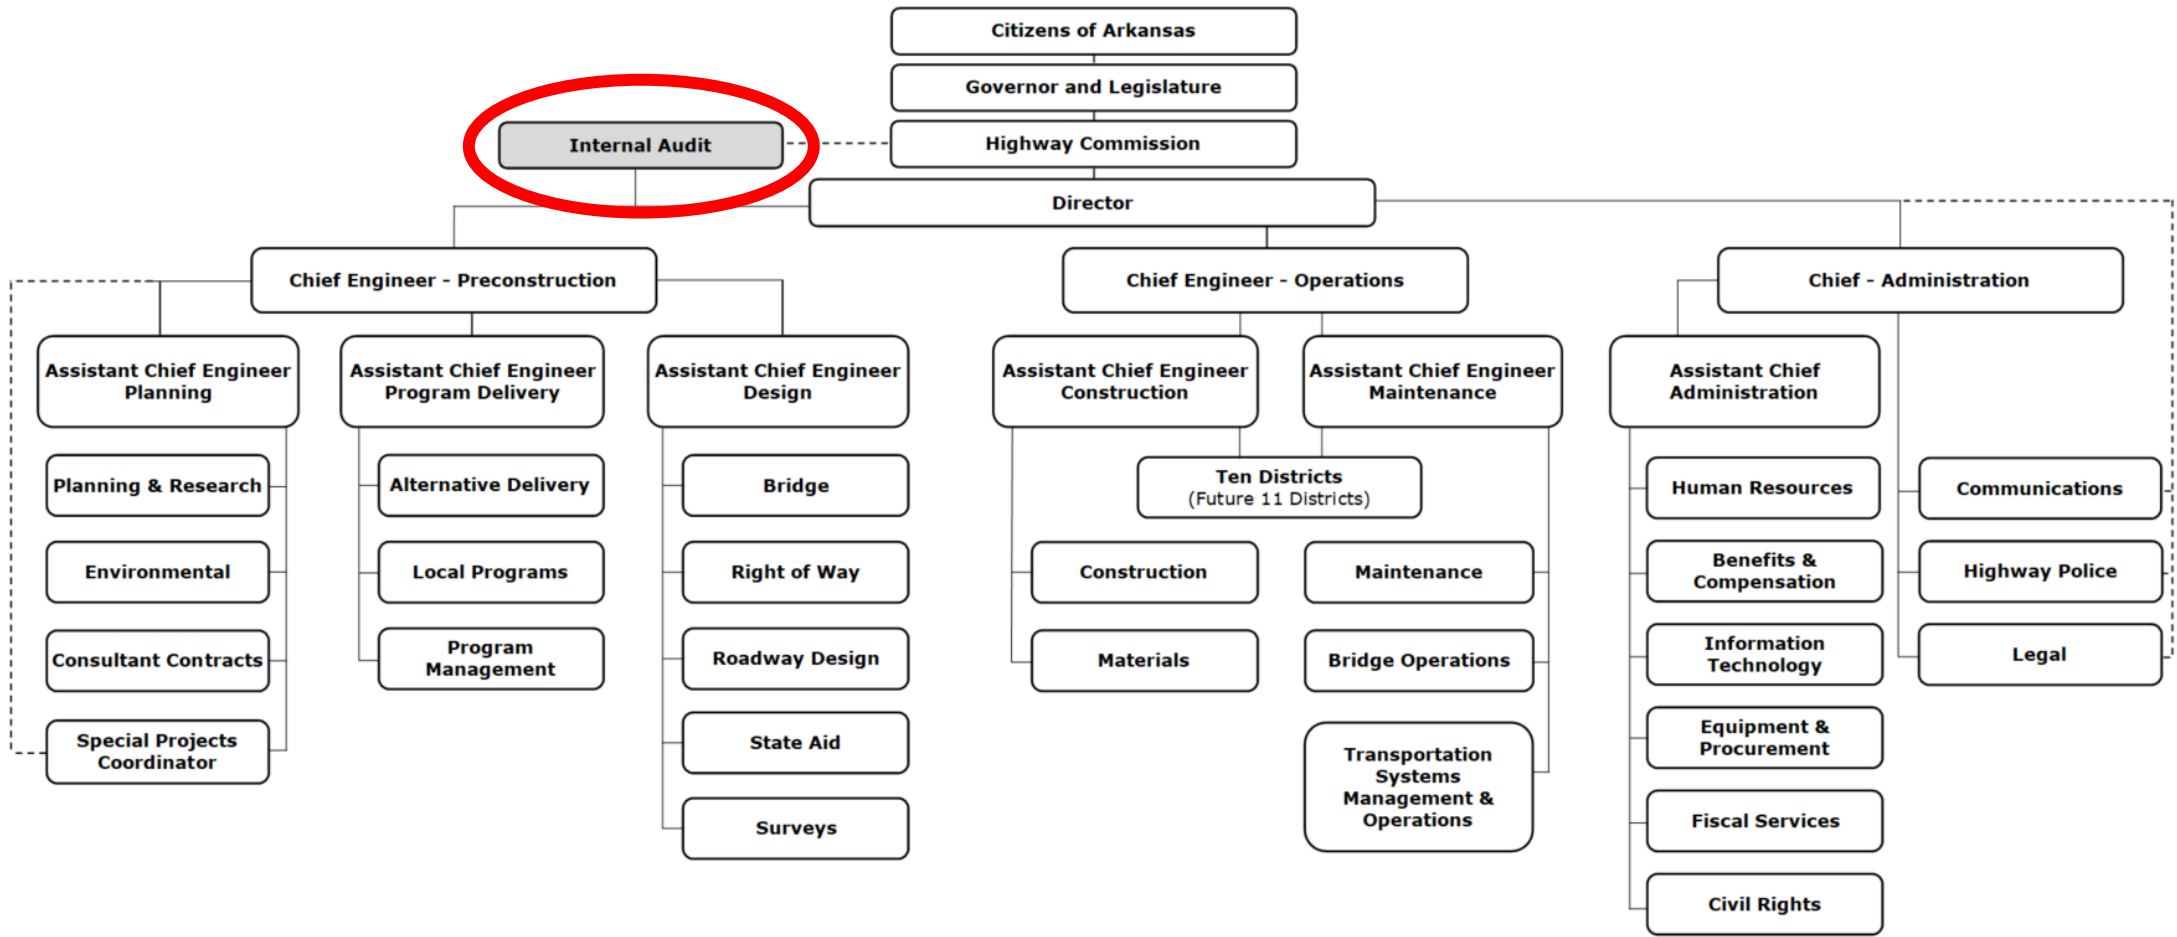 Citizens of Arkansas
Governor and Legislature
Internal Audit
Highway Commission
Director
Chief Engineer - Preconstruction
Chief Engineer - Operations
Chief - Administration
Assistant Chief Engineer
Planning
Assistant Chief Engineer
Program Delivery
Assistant Chief Engineer
Design
Assistant Chief Engineer
Construction
Assistant Chief Engineer
Maintenance
Assistant Chief
Administration
Planning & Research
Environmental
Consultant Contracts
Special Projects
Coordinator
Alternative Delivery
Local Programs
Program
Management
Bridge
Right of Way
Roadway Design
State Aid
Surveys
Ten Districts
(Future 11 Districts)
Construction
Materials
Maintenance
Bridge Operations
Transportation
Systems
Management &
Operations
Human Resources
Benefits &
Compensation
Information
Technology
Equipment &
Procurement
Fiscal Services
Civil Rights
Communications
Highway Police
Legal